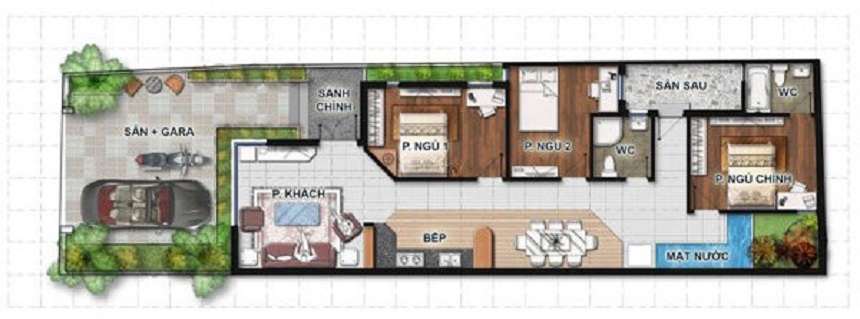 SẢNH
CHÍNH
SÂN SAU
WC
SÂN + GARA
P. NGỦ 1
P. NGỦ 2
WC
P. NGỦ CHÍNH
P. KHÁCH
BẾP
MẶT NƯỚC